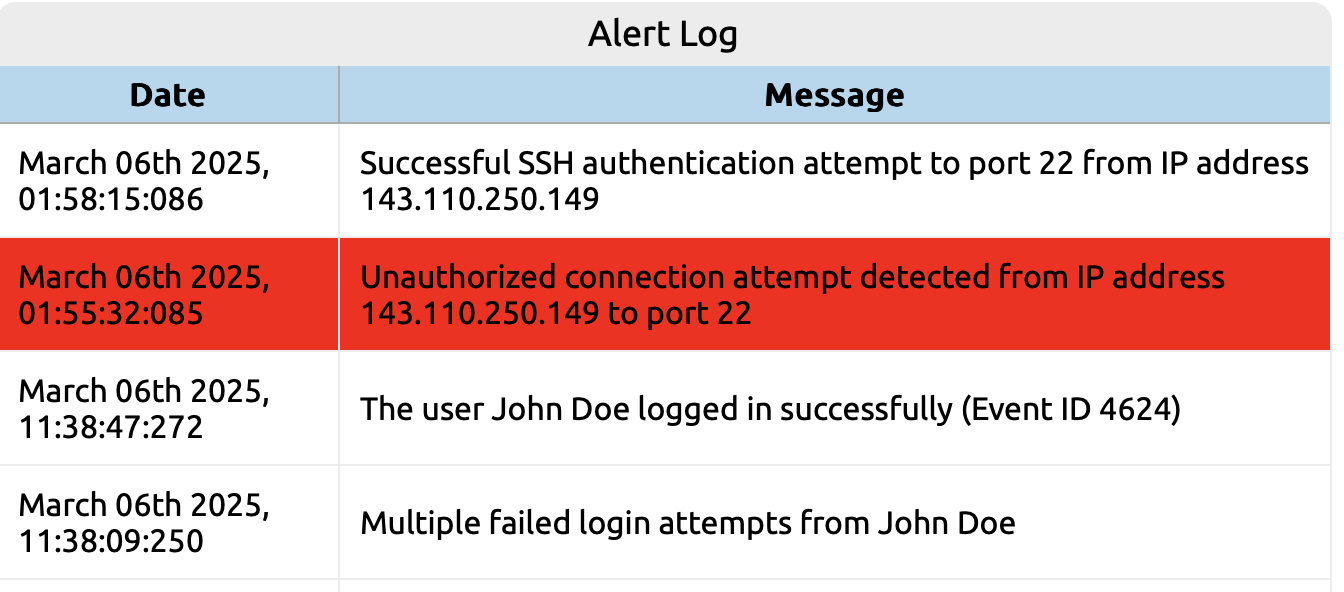 Alert Log
Date
Message
March 06th 2025,
01:58:15:086
Successful SSH authentication attempt to port 22 from IP address
143.110.250.149
March 06th 2025,
01:55:32:085
Unauthorized connection attempt detected from IP address
143.110.250.149 to port 22
March 06th 2025,
11:38:47:272
The user John Doe logged in successfully (Event ID 4624)
March 06th 2025,
11:38:09:250
Multiple failed login attempts from John Doe